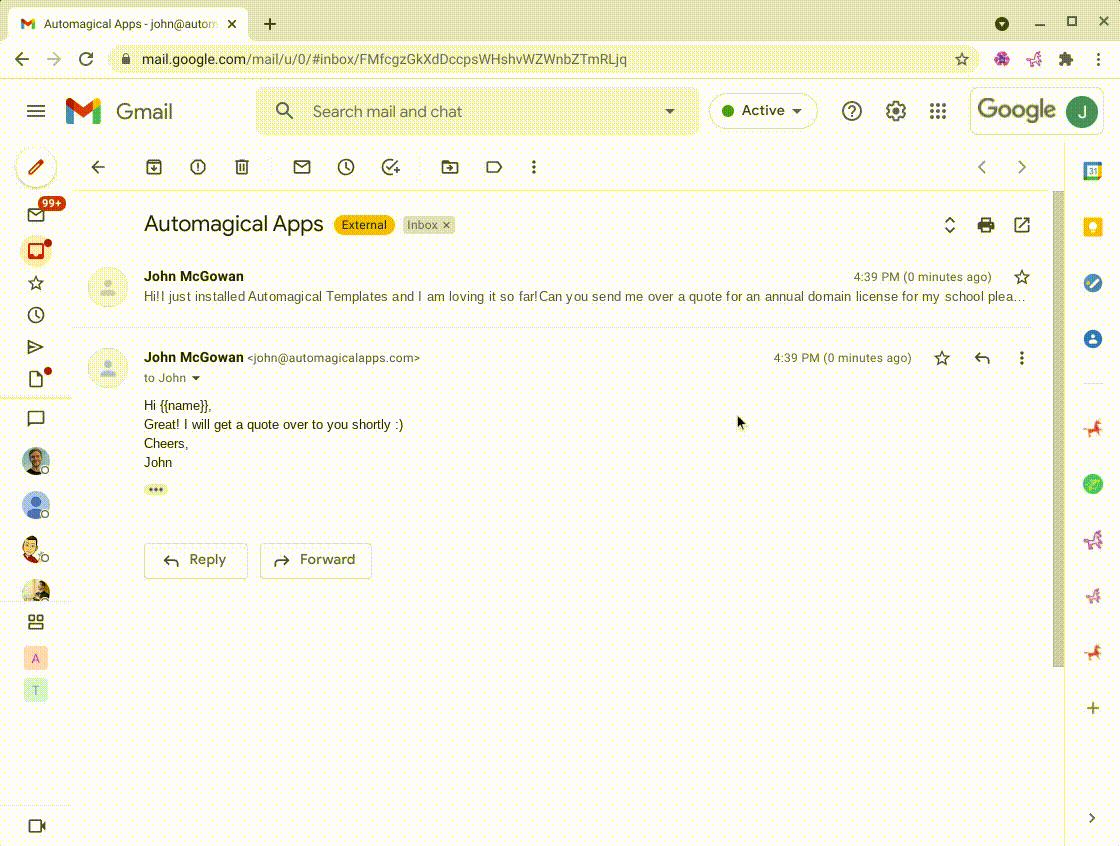 Automagical Apps - john@autom
mail.google.com/mail/u/0/#inbox/FMfcgzGkXdDccpsWHshvWZWnbZTmRLjq
Gmail
Search mail and chat
Active
Google
J
99+
31
Automagical Apps External Inbox ×
John McGowan 4:39 PM (0 minutes ago)
Hi!I just installed Automagical Templates and I am loving it so far!Can you send me over a quote for an annual domain license for my school plea…
John McGowan <john@automagicalapps.com> 4:39 PM (0 minutes ago)
to John
Hi {{name}},
Great! I will get a quote over to you shortly :)
Cheers,
John
Reply Forward
A
T